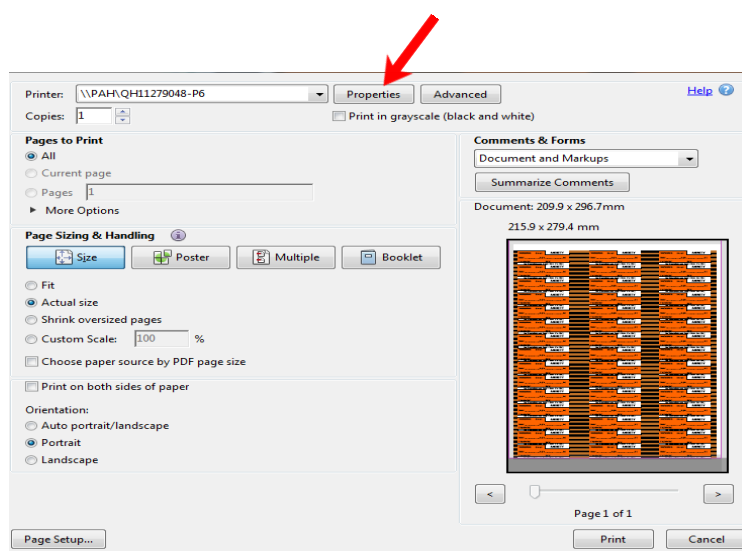 Printer: \\PAH\QH11279048-P6 Properties Advanced Help
Copies: 1 Print in grayscale (black and white)
Pages to Print
All
Current page
Pages 1
More Options
Comments & Forms
Document and Markups
Summarize Comments
Document: 209.9 x 296.7mm
215.9 x 279.4 mm
Page Sizing & Handling
Size Poster Multiple Booklet
Fit
Actual size
Shrink oversized pages
Custom Scale: 100 %
Choose paper source by PDF page size
Print on both sides of paper
Orientation:
Auto portrait/landscape
Portrait
Landscape
< >
Page 1 of 1
Page Setup... Print Cancel